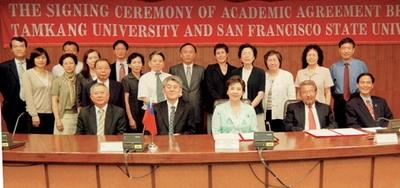 THE SIGNING CEREMONY OF ACADEMIC AGREEMENT BE
TAMKANG UNIVERSITY AND SAN FRANCISCO STATE UNIV